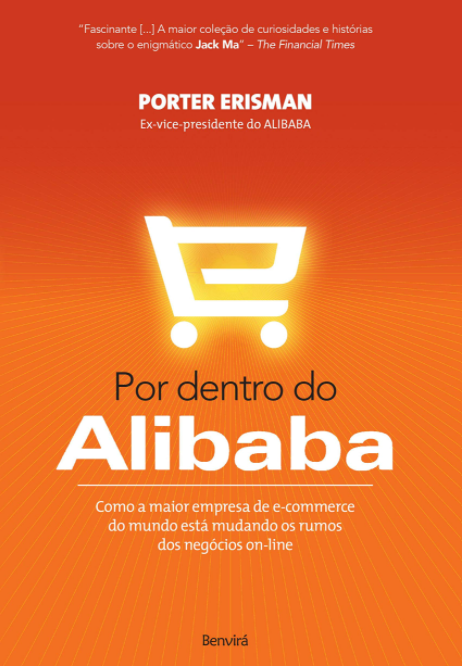 "Fascinante [...] A maior coleção de curiosidades e histórias
sobre o enigmático Jack Ma" – The Financial Times
PORTER ERISMAN
Ex-vice-presidente do ALIBABA
Por dentro do
Alibaba
Como a maior empresa de e-commerce
do mundo está mudando os rumos
dos negócios on-line
Benvirá